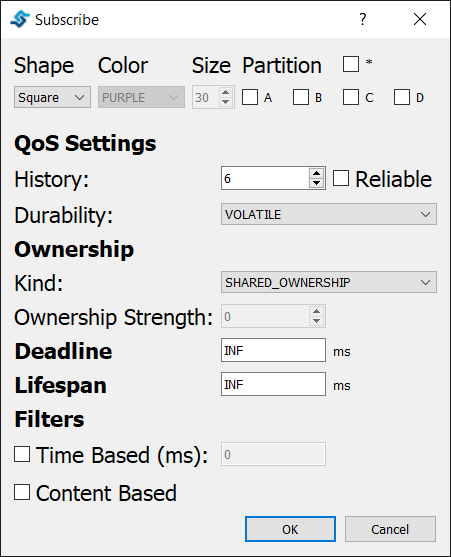 Subscribe ?
Shape Color Size Partition *
Square PURPLE 30 A B C D
QoS Settings
History: 6 Reliable
Durability: VOLATILE
Ownership
Kind: SHARED_OWNERSHIP
Ownership Strength: 0
Deadline INF ms
Lifespan INF ms
Filters
Time Based (ms): 0
Content Based
OK Cancel